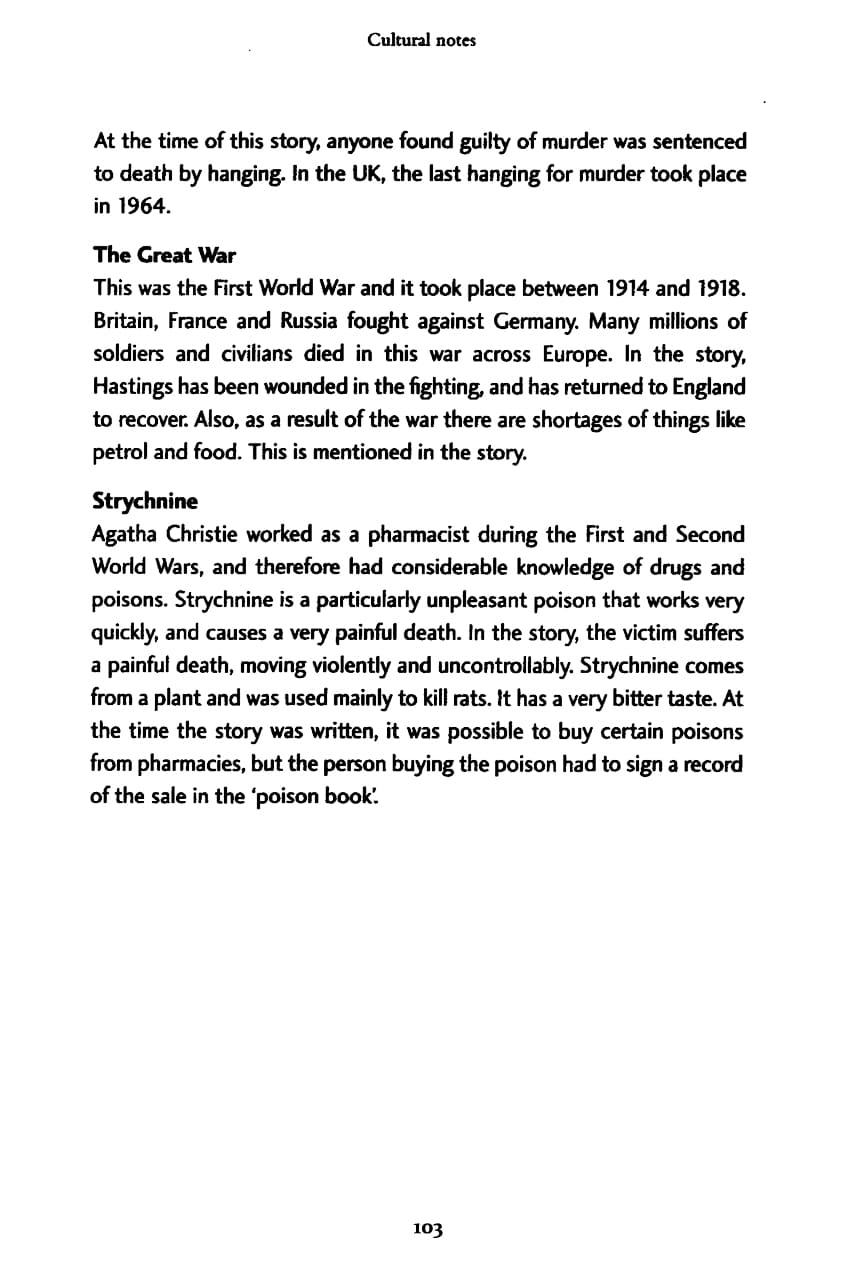 Cultural notes
At the time of this story, anyone found guilty of murder was sentenced
to death by hanging. In the UK, the last hanging for murder took place
in 1964.
The Great War
This was the First World War and it took place between 1914 and 1918.
Britain, France and Russia fought against Germany. Many millions of
soldiers and civilians died in this war across Europe. In the story,
Hastings has been wounded in the fighting, and has returned to England
to recover. Also, as a result of the war there are shortages of things like
petrol and food. This is mentioned in the story.
Strychnine
Agatha Christie worked as a pharmacist during the First and Second
World Wars, and therefore had considerable knowledge of drugs and
poisons. Strychnine is a particularly unpleasant poison that works very
quickly, and causes a very painful death. In the story, the victim suffers
a painful death, moving violently and uncontrollably. Strychnine comes
from a plant and was used mainly to kill rats. It has a very bitter taste. At
the time the story was written, it was possible to buy certain poisons
from pharmacies, but the person buying the poison had to sign a record
of the sale in the ‘poison book’.
103